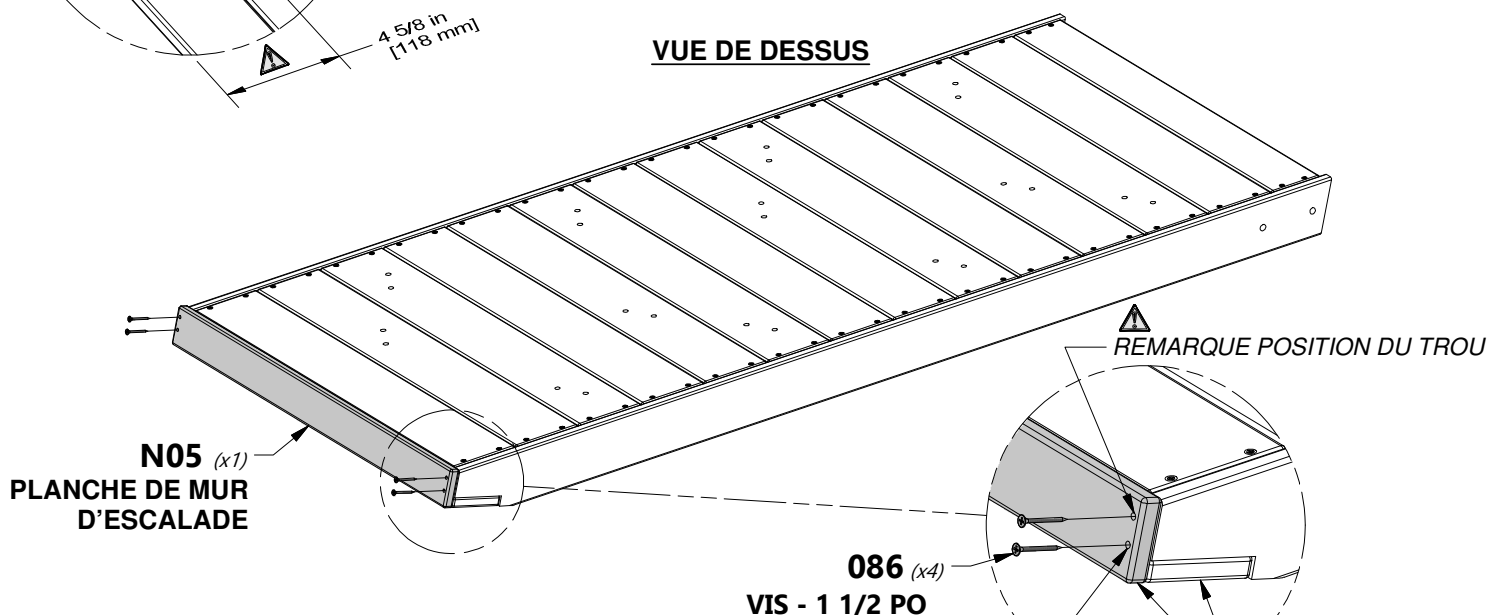 4 5/8 in
[118 mm]
VUE DE DESSUS
REMARQUE POSITION DU TROU
N05 (x1)
PLANCHE DE MUR
D'ESCALADE
086 (x4)
VIS - 1 1/2 PO